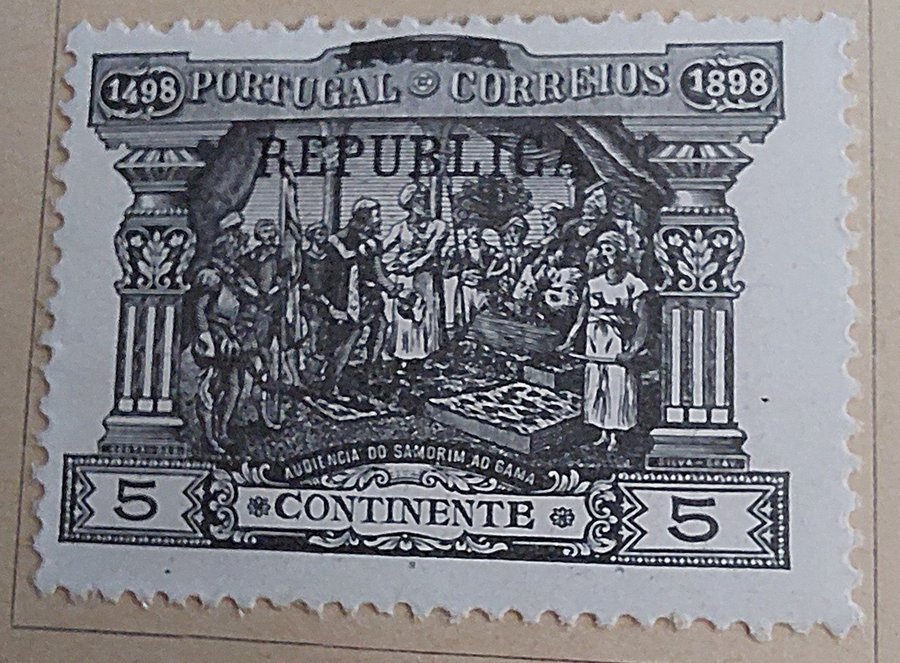 1498 PORTUGAL CORREIOS 1898
REPUBLICA
AUDIENCIA DO SAMORIM AO GAMA
5 CONTINENTE 5